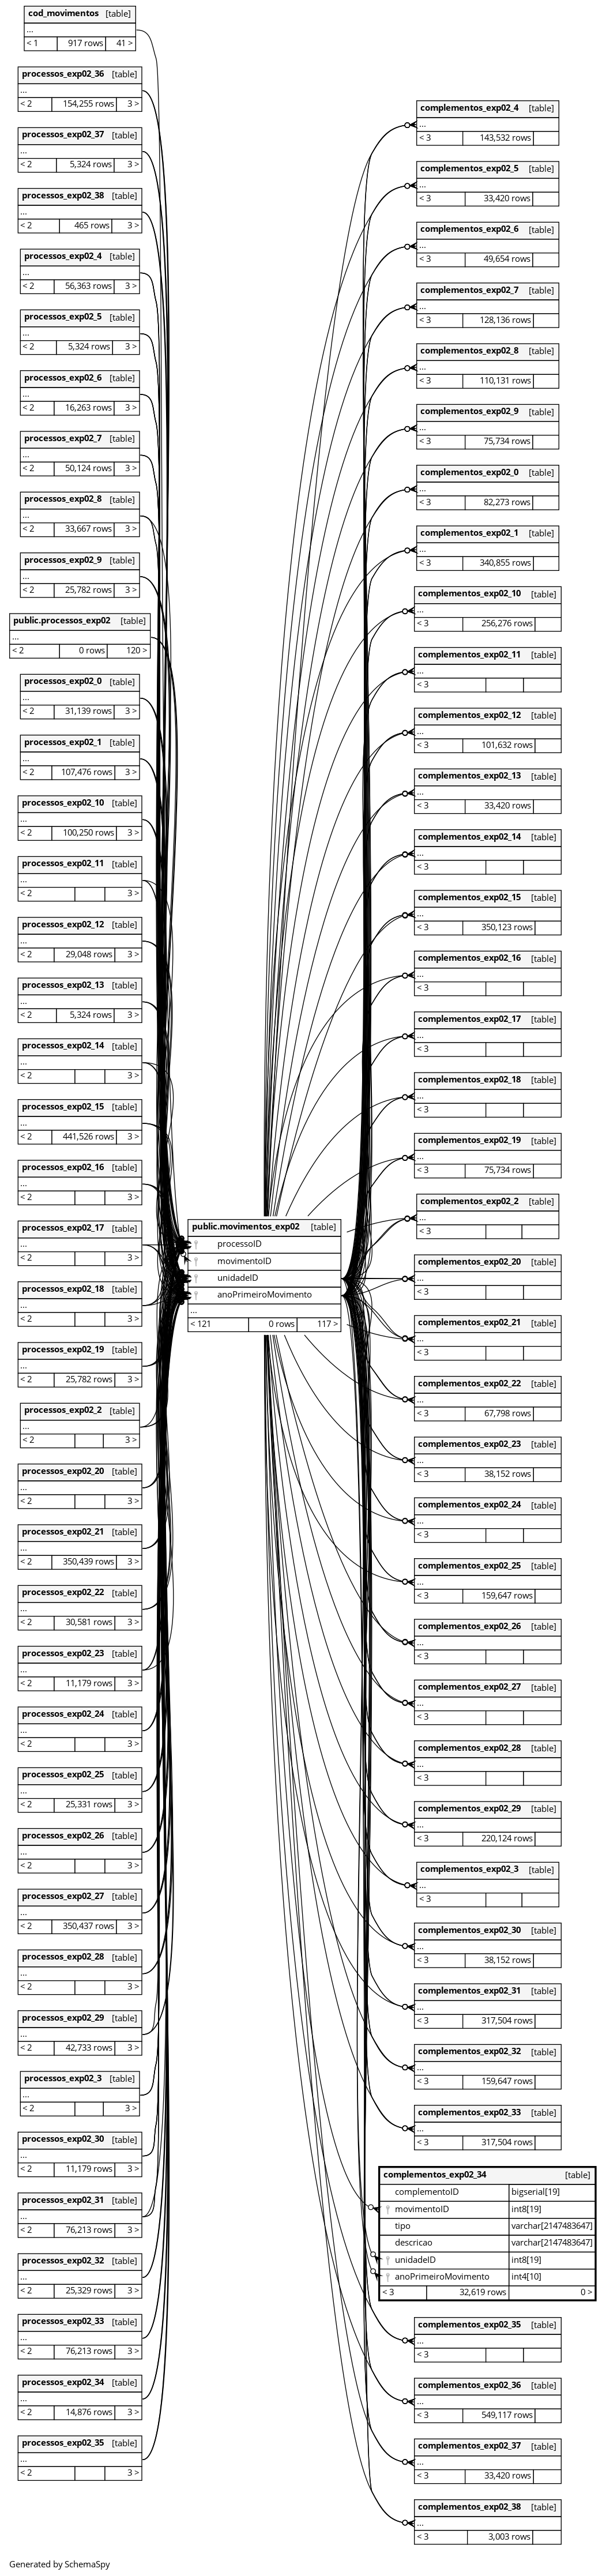 cod_movimentos [table]
...
< 1 917 rows 41 >
processos_exp02_36 [table]
...
< 2 154,255 rows 3 >
processos_exp02_37 [table]
...
< 2 5,324 rows 3 >
processos_exp02_38 [table]
...
< 2 465 rows 3 >
processos_exp02_4 [table]
...
< 2 56,363 rows 3 >
processos_exp02_5 [table]
...
< 2 5,324 rows 3 >
processos_exp02_6 [table]
...
< 2 16,263 rows 3 >
processos_exp02_7 [table]
...
< 2 50,124 rows 3 >
processos_exp02_8 [table]
...
< 2 33,667 rows 3 >
processos_exp02_9 [table]
...
< 2 25,782 rows 3 >
public.processos_exp02 [table]
...
< 2 0 rows 120 >
processos_exp02_0 [table]
...
< 2 31,139 rows 3 >
processos_exp02_1 [table]
...
< 2 107,476 rows 3 >
processos_exp02_10 [table]
...
< 2 100,250 rows 3 >
processos_exp02_11 [table]
...
< 2 3 >
processos_exp02_12 [table]
...
< 2 29,048 rows 3 >
processos_exp02_13 [table]
...
< 2 5,324 rows 3 >
processos_exp02_14 [table]
...
< 2 3 >
processos_exp02_15 [table]
...
< 2 441,526 rows 3 >
processos_exp02_16 [table]
...
< 2 3 >
processos_exp02_17 [table]
...
< 2 3 >
processos_exp02_18 [table]
...
< 2 3 >
processos_exp02_19 [table]
...
< 2 25,782 rows 3 >
processos_exp02_2 [table]
...
< 2 3 >
processos_exp02_20 [table]
...
< 2 3 >
processos_exp02_21 [table]
...
< 2 350,439 rows 3 >
processos_exp02_22 [table]
...
< 2 30,581 rows 3 >
processos_exp02_23 [table]
...
< 2 11,179 rows 3 >
processos_exp02_24 [table]
...
< 2 3 >
processos_exp02_25 [table]
...
< 2 25,331 rows 3 >
processos_exp02_26 [table]
...
< 2 3 >
processos_exp02_27 [table]
...
< 2 350,437 rows 3 >
processos_exp02_28 [table]
...
< 2 3 >
processos_exp02_29 [table]
...
< 2 42,733 rows 3 >
processos_exp02_3 [table]
...
< 2 3 >
processos_exp02_30 [table]
...
< 2 11,179 rows 3 >
processos_exp02_31 [table]
...
< 2 76,213 rows 3 >
processos_exp02_32 [table]
...
< 2 25,329 rows 3 >
processos_exp02_33 [table]
...
< 2 76,213 rows 3 >
processos_exp02_34 [table]
...
< 2 14,876 rows 3 >
processos_exp02_35 [table]
...
< 2 3 >
public.movimentos_exp02 [table]
processoID
movimentoID
unidadeID
anoPrimeiroMovimento
...
< 121 0 rows 117 >
complementos_exp02_4 [table]
...
< 3 143,532 rows
complementos_exp02_5 [table]
...
< 3 33,420 rows
complementos_exp02_6 [table]
...
< 3 49,654 rows
complementos_exp02_7 [table]
...
< 3 128,136 rows
complementos_exp02_8 [table]
...
< 3 110,131 rows
complementos_exp02_9 [table]
...
< 3 75,734 rows
complementos_exp02_0 [table]
...
< 3 82,273 rows
complementos_exp02_1 [table]
...
< 3 340,855 rows
complementos_exp02_10 [table]
...
< 3 256,276 rows
complementos_exp02_11 [table]
...
< 3
complementos_exp02_12 [table]
...
< 3 101,632 rows
complementos_exp02_13 [table]
...
< 3 33,420 rows
complementos_exp02_14 [table]
...
< 3
complementos_exp02_15 [table]
...
< 3 350,123 rows
complementos_exp02_16 [table]
...
< 3
complementos_exp02_17 [table]
...
< 3
complementos_exp02_18 [table]
...
< 3
complementos_exp02_19 [table]
...
< 3 75,734 rows
complementos_exp02_2 [table]
...
< 3
complementos_exp02_20 [table]
...
< 3
complementos_exp02_21 [table]
...
< 3
complementos_exp02_22 [table]
...
< 3 67,798 rows
complementos_exp02_23 [table]
...
< 3 38,152 rows
complementos_exp02_24 [table]
...
< 3
complementos_exp02_25 [table]
...
< 3 159,647 rows
complementos_exp02_26 [table]
...
< 3
complementos_exp02_27 [table]
...
< 3
complementos_exp02_28 [table]
...
< 3
complementos_exp02_29 [table]
...
< 3 220,124 rows
complementos_exp02_3 [table]
...
< 3
complementos_exp02_30 [table]
...
< 3 38,152 rows
complementos_exp02_31 [table]
...
< 3 317,504 rows
complementos_exp02_32 [table]
...
< 3 159,647 rows
complementos_exp02_33 [table]
...
< 3 317,504 rows
complementos_exp02_34 [table]
complementoID bigserial[19]
movimentoID int8[19]
tipo varchar[2147483647]
descricao varchar[2147483647]
unidadeID int8[19]
anoPrimeiroMovimento int4[10]
< 3 32,619 rows 0 >
complementos_exp02_35 [table]
...
< 3
complementos_exp02_36 [table]
...
< 3 549,117 rows
complementos_exp02_37 [table]
...
< 3 33,420 rows
complementos_exp02_38 [table]
...
< 3 3,003 rows
Generated by SchemaSpy